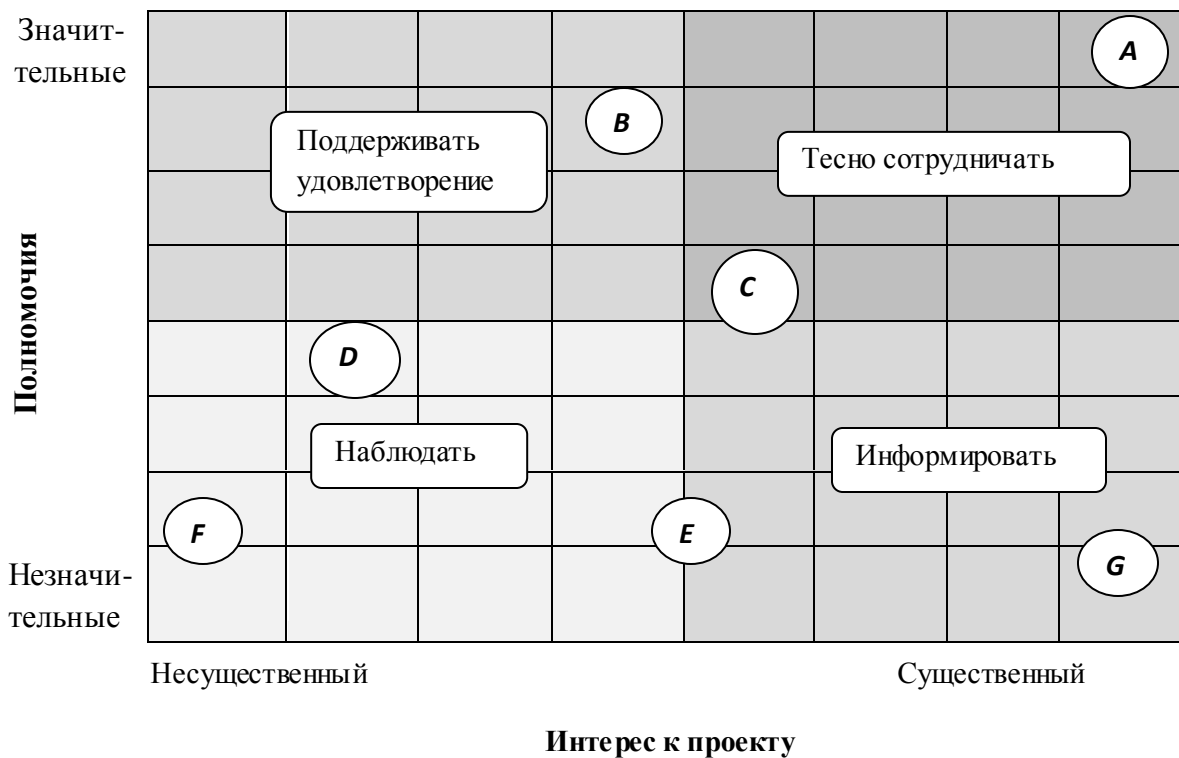 Значит-
тельные
A
B
Поддерживать
удовлетворение
Тесно сотрудничать
Полномочия
C
D
Наблюдать
Информировать
F
E
G
Незначи-
тельные
Несущественный
Существенный
Интерес к проекту